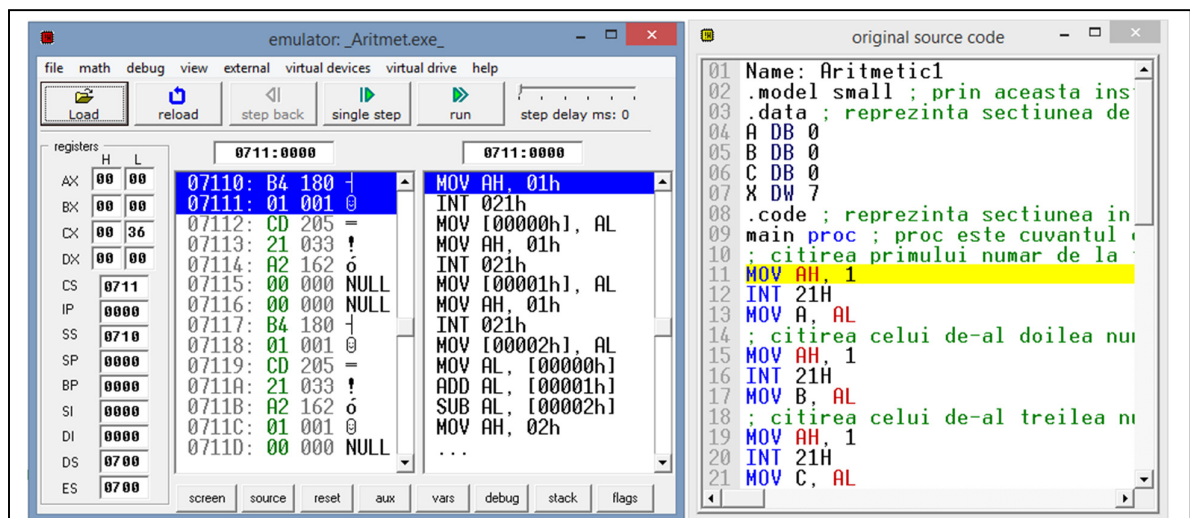 emulator: _Aritmet.exe_
file math debug view external virtual devices virtual drive help
Load reload step back single step run step delay ms: 0
registers
H L
AX 00 00
BX 00 00
CX 00 36
DX 00 00
CS 0711
IP 0000
SS 0710
SP 0000
BP 0000
SI 0000
DI 0000
DS 0700
ES 0700
0711:0000
07110: B4 180 ┤
07111: 01 001 ☺
07112: CD 205 =
07113: 21 033 !
07114: A2 162 ó
07115: 00 000 NULL
07116: 00 000 NULL
07117: B4 180 ┤
07118: 01 001 ☺
07119: CD 205 =
0711A: 21 033 !
0711B: A2 162 ó
0711C: 01 001 ☺
0711D: 00 000 NULL
0711:0000
MOV AH, 01h
INT 021h
MOV [00000h], AL
MOV AH, 01h
INT 021h
MOV [00001h], AL
MOV AH, 01h
INT 021h
MOV [00002h], AL
MOV AL, [00000h]
ADD AL, [00001h]
SUB AL, [00002h]
MOV AH, 02h
...
screen source reset aux vars debug stack flags
original source code
01 Name: Aritmetic1
02 .model small ; prin aceasta ins
03 .data ; reprezinta sectiunea de
04 A DB 0
05 B DB 0
06 C DB 0
07 X DW 7
08 .code ; reprezinta sectiunea in
09 main proc ; proc este cuvantul
10 ; citirea primului numar de la
11 MOV AH, 1
12 INT 21H
13 MOV A, AL
14 ; citirea celui de-al doilea nu
15 MOV AH, 1
16 INT 21H
17 MOV B, AL
18 ; citirea celui de-al treilea n
19 MOV AH, 1
20 INT 21H
21 MOV C, AL